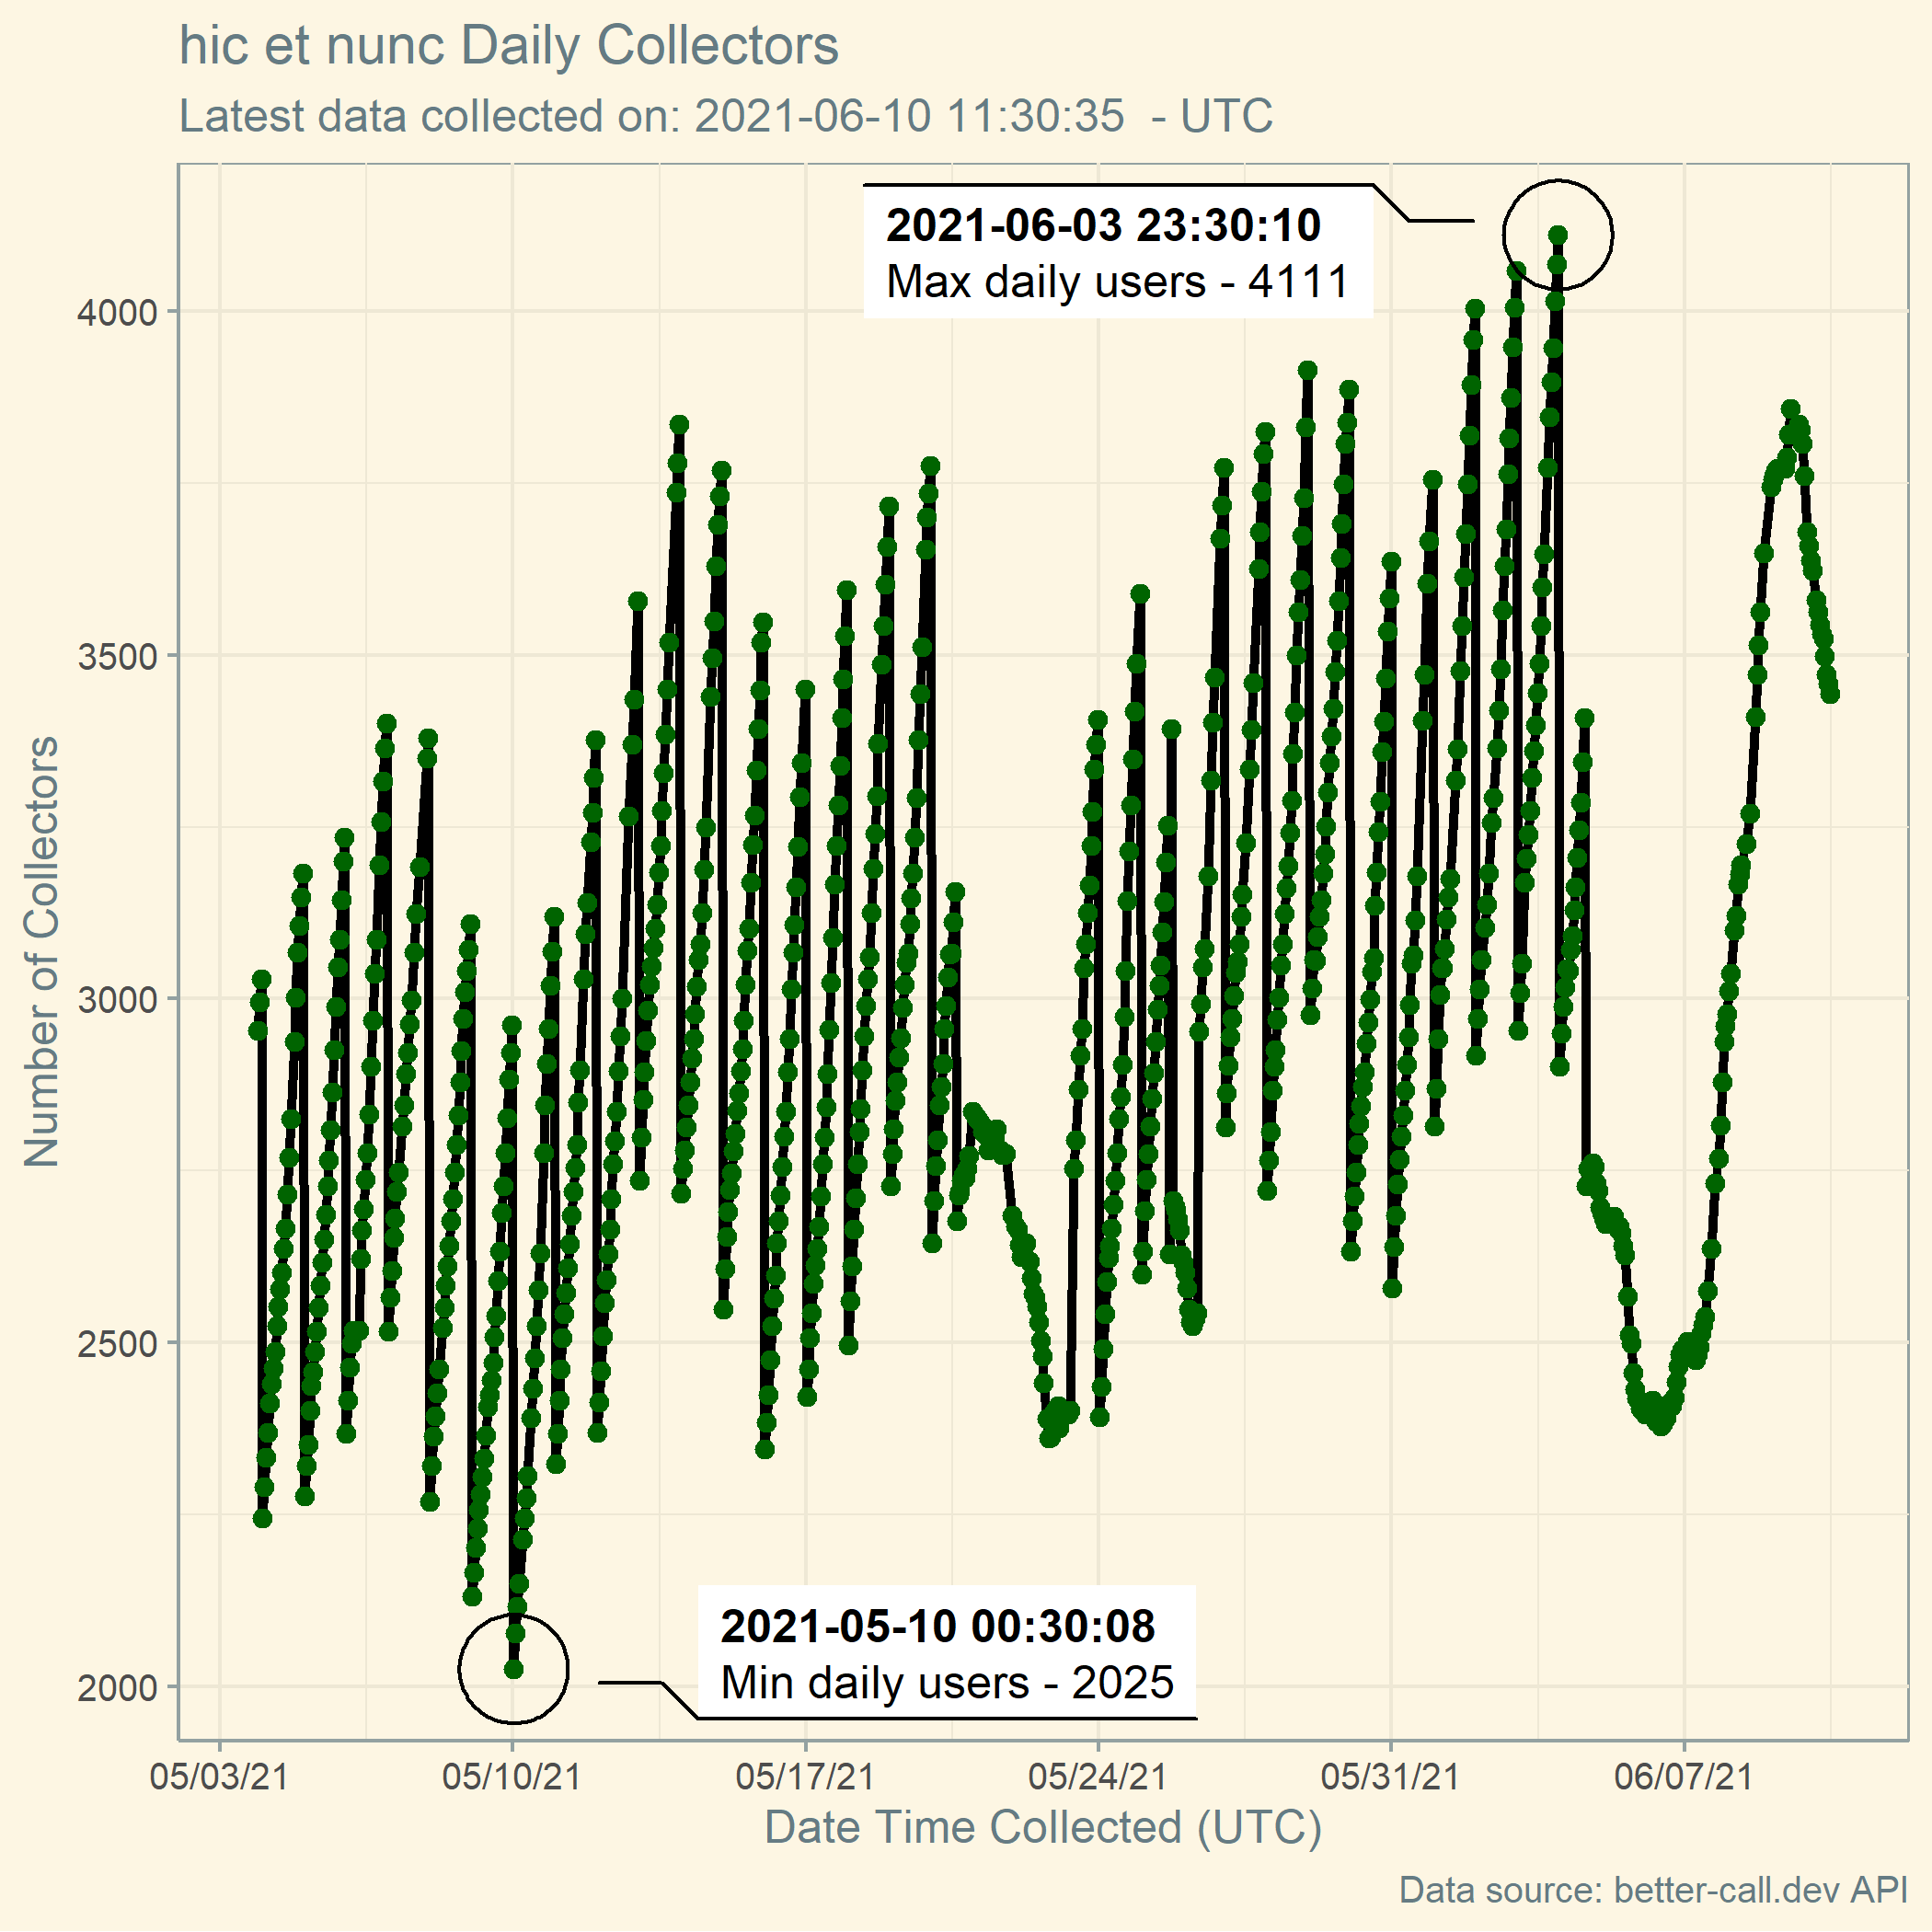 hic et nunc Daily Collectors
Latest data collected on: 2021-06-10 11:30:35  - UTC
2021-06-03 23:30:10
Max daily users - 4111
4000
3500
3000
2500
2000
Number of Collectors
2021-05-10 00:30:08
Min daily users - 2025
05/03/21 05/10/21 05/17/21 05/24/21 05/31/21 06/07/21
Date Time Collected (UTC)
Data source: better-call.dev API